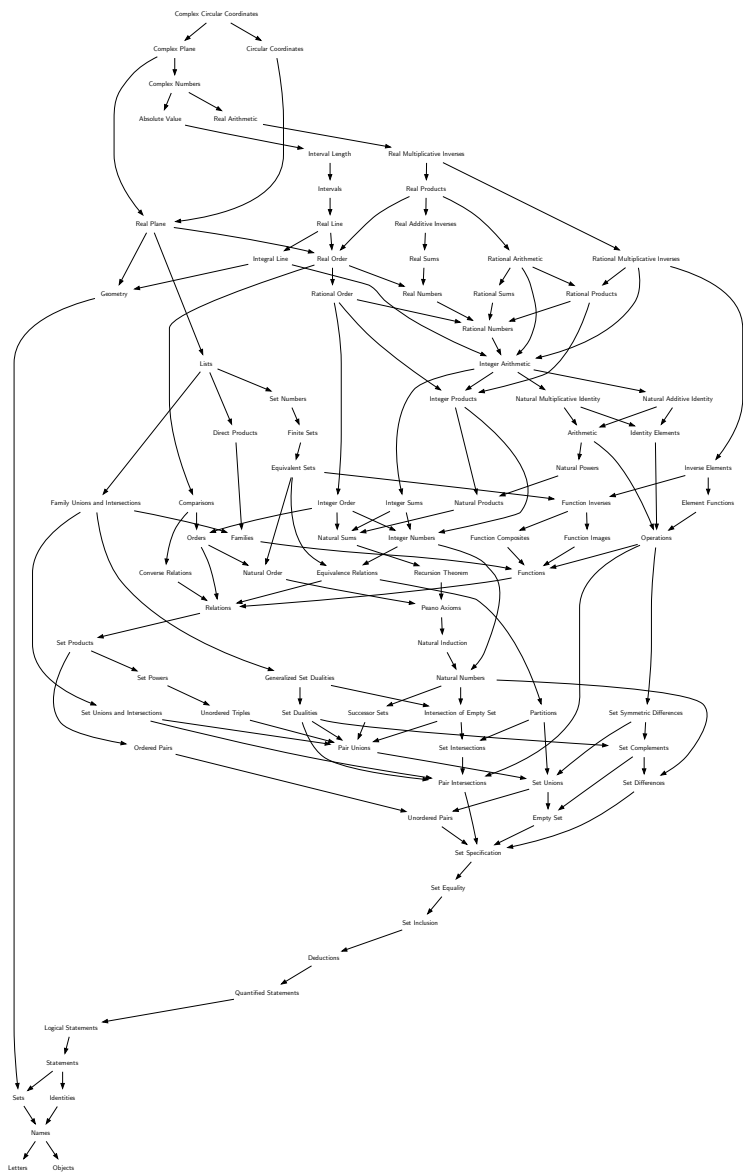 Complex Circular Coordinates
Complex Plane
Circular Coordinates
Complex Numbers
Absolute Value
Real Arithmetic
Interval Length
Real Multiplicative Inverses
Intervals
Real Products
Real Plane
Real Line
Real Additive Inverses
Integral Line
Real Order
Real Sums
Rational Arithmetic
Rational Multiplicative Inverses
Geometry
Rational Order
Real Numbers
Rational Sums
Rational Products
Rational Numbers
Lists
Integer Arithmetic
Set Numbers
Integer Products
Natural Multiplicative Identity
Natural Additive Identity
Direct Products
Finite Sets
Arithmetic
Identity Elements
Equivalent Sets
Natural Powers
Inverse Elements
Family Unions and Intersections
Comparisons
Integer Order
Integer Sums
Natural Products
Function Inverses
Element Functions
Orders
Families
Natural Sums
Integer Numbers
Function Composites
Function Images
Operations
Converse Relations
Natural Order
Equivalence Relations
Recursion Theorem
Functions
Relations
Peano Axioms
Set Products
Natural Induction
Set Powers
Generalized Set Dualities
Natural Numbers
Set Unions and Intersections
Unordered Triples
Set Dualities
Successor Sets
Intersection of Empty Set
Partitions
Set Symmetric Differences
Ordered Pairs
Pair Unions
Set Intersections
Set Complements
Pair Intersections
Set Unions
Set Differences
Unordered Pairs
Empty Set
Set Specification
Set Equality
Set Inclusion
Deductions
Quantified Statements
Logical Statements
Statements
Sets
Identities
Names
Letters
Objects